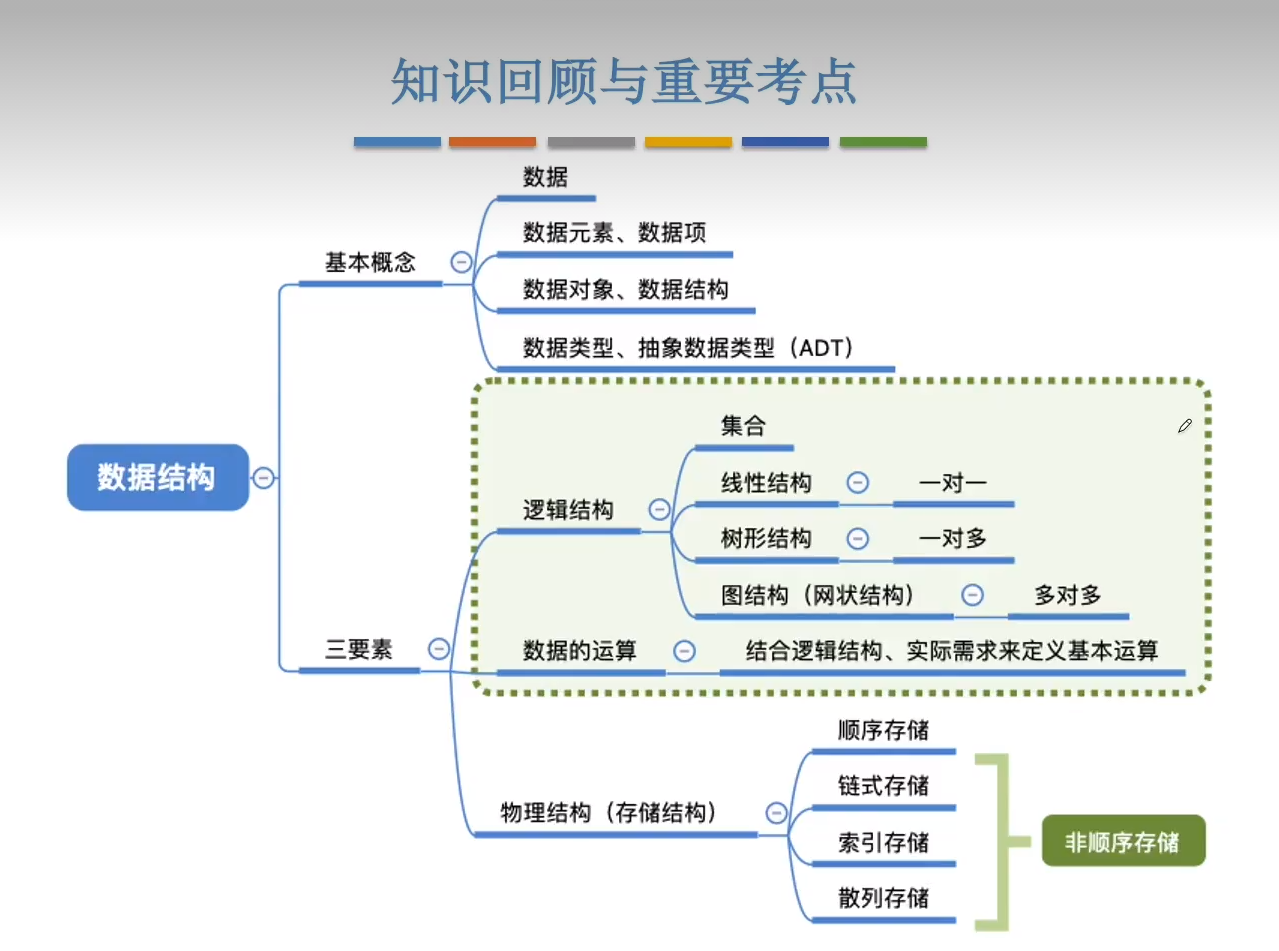 知识回顾与重要考点
数据
数据元素、数据项
基本概念
数据对象、数据结构
数据类型、抽象数据类型（ADT）
集合
线性结构
一对一
逻辑结构
树形结构
一对多
图结构（网状结构）
多对多
数据结构
三要素
数据的运算
结合逻辑结构、实际需求来定义基本运算
顺序存储
链式存储
物理结构（存储结构）
索引存储
散列存储
非顺序存储